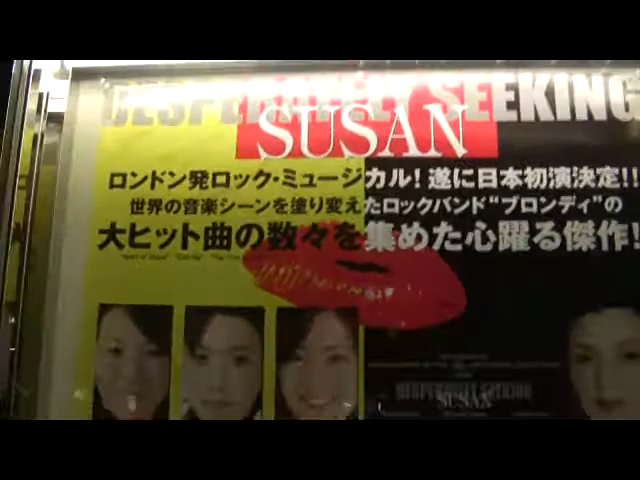 DESPERATELY SEEKING
SUSAN
ロンドン発ロック・ミュージカル!遂に日本初演決定!!
世界の音楽シーンを塗り変えたロックバンド“ブロンディ”の
大ヒット曲の数々を集めた心躍る傑作!
DESPERATELY SEEKING
SUSAN